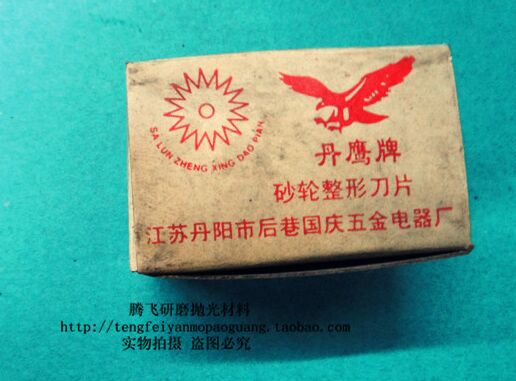 SA LUN ZHENG XING DAO PIAN
丹鹰牌
砂轮整形刀片
江苏丹阳市后巷国庆五金电器厂
腾飞研磨抛光材料
http://tengfeiyanmopaoguang.taobao.com
实物拍摄 盗图必究